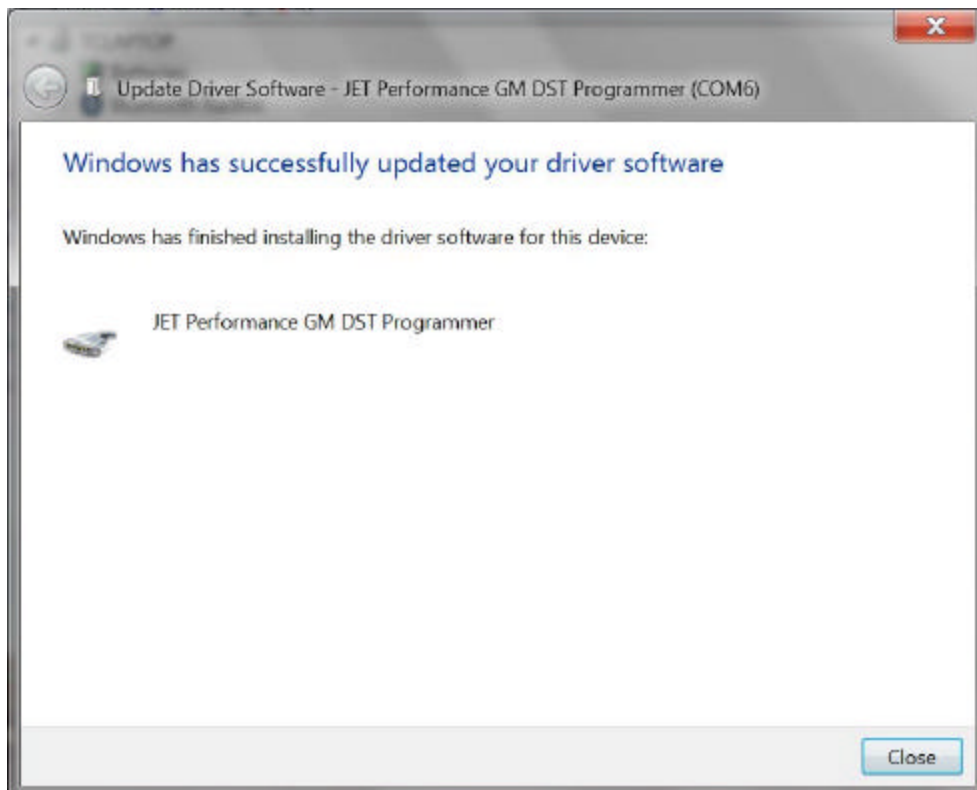 Update Driver Software - JET Performance GM DST Programmer (COM6)
Windows has successfully updated your driver software
Windows has finished installing the driver software for this device:
JET Performance GM DST Programmer
Close